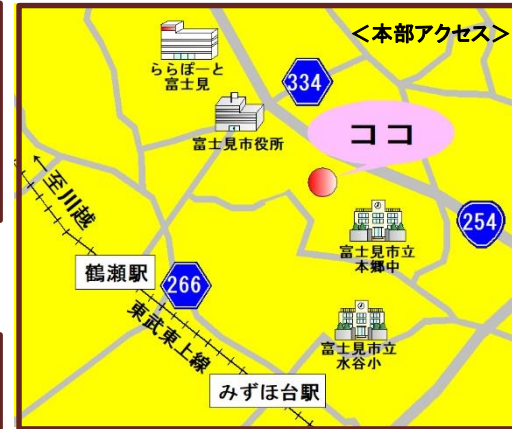 ＜本部アクセス＞
ららぽーと
富士見
334
富士見市役所
ココ
←至川越
254
富士見市立
本郷中
鶴瀬駅
266
東武東上線
富士見市立
水谷小
みずほ台駅